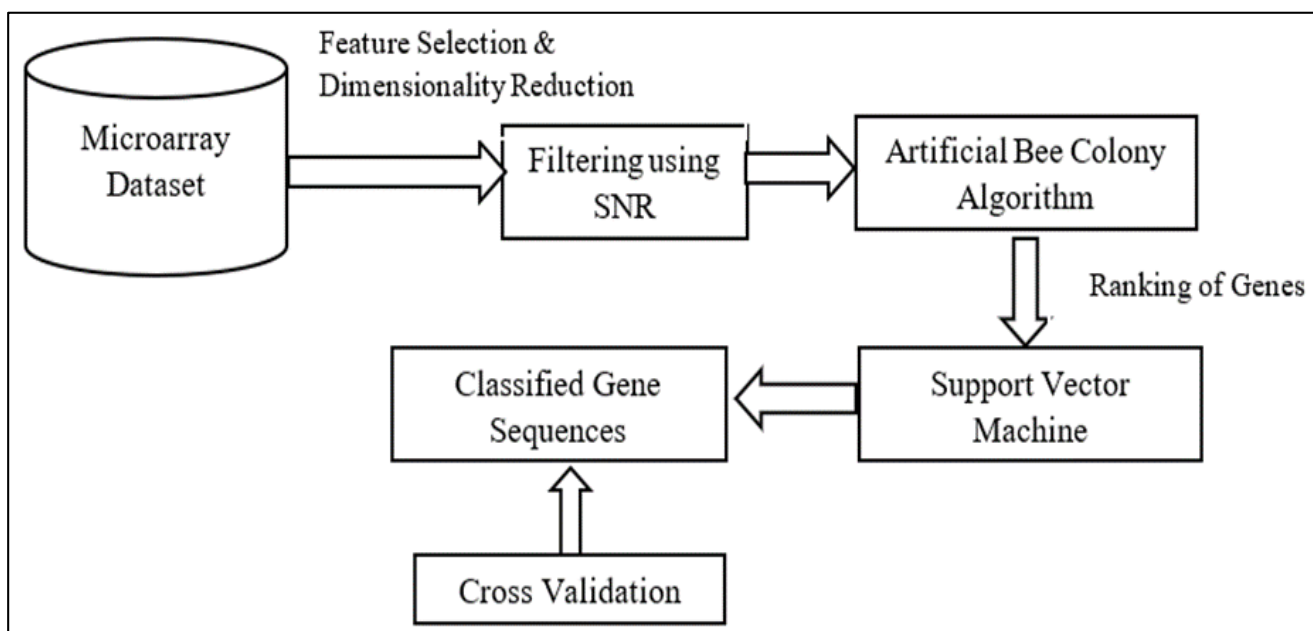 Feature Selection &
Dimensionality Reduction
Microarray
Dataset
Filtering using
SNR
Artificial Bee Colony
Algorithm
Ranking of Genes
Support Vector
Machine
Classified Gene
Sequences
Cross Validation